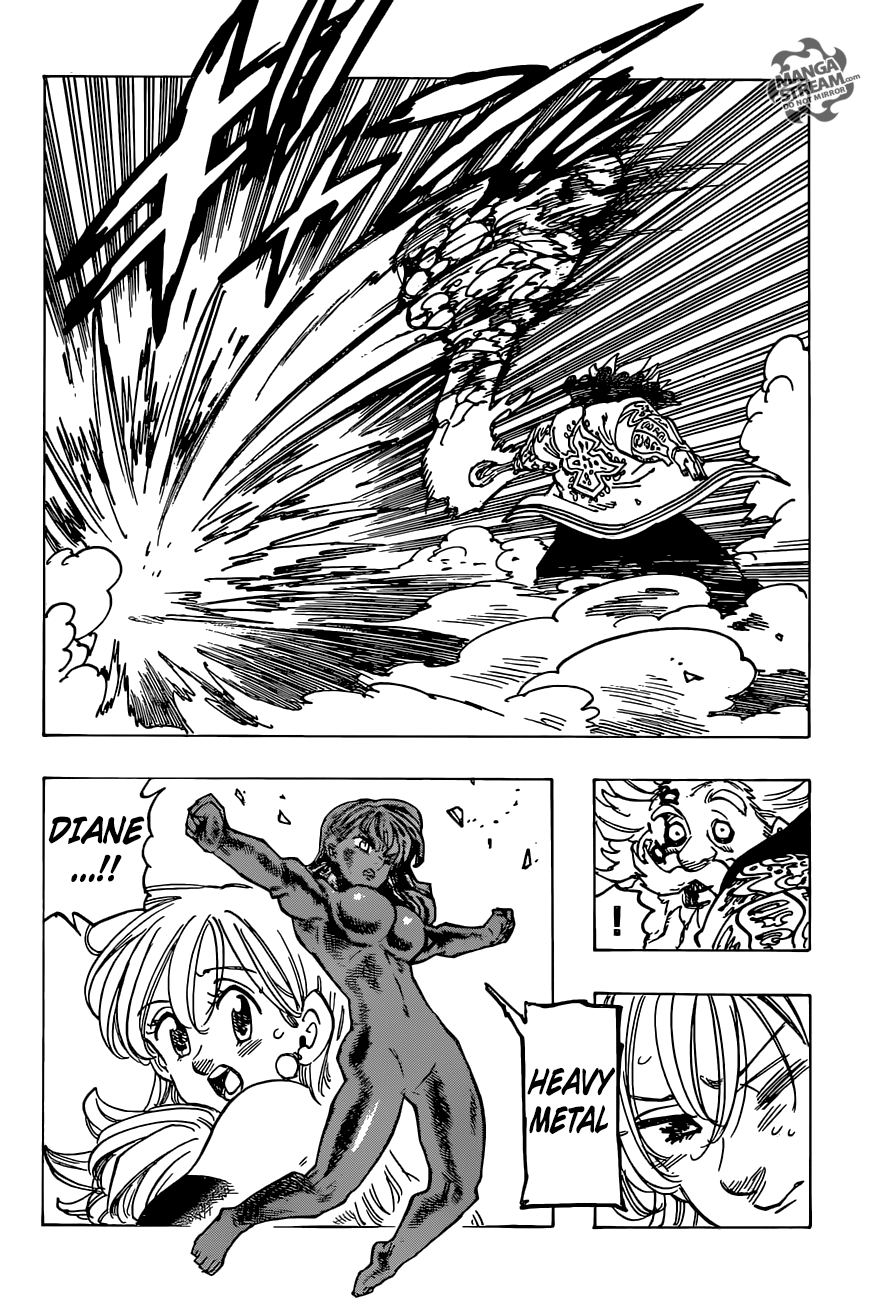 MANGA
STREAM.com
DO NOT MIRROR
!
DIANE
...!!
HEAVY
METAL